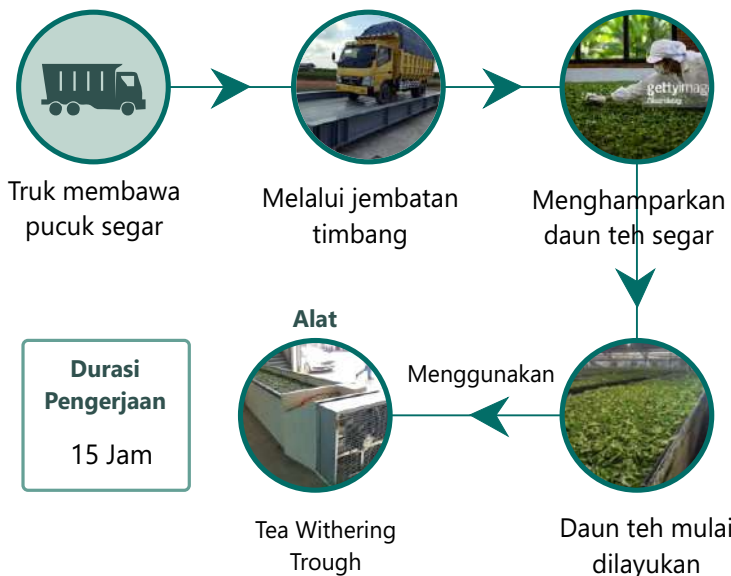 Truk membawa
pucuk segar
Melalui jembatan
timbang
gettyimage
Menghamparkan
daun teh segar
Alat
Durasi
Pengerjaan
15 Jam
Menggunakan
Tea Withering
Trough
Daun teh mulai
dilayukan